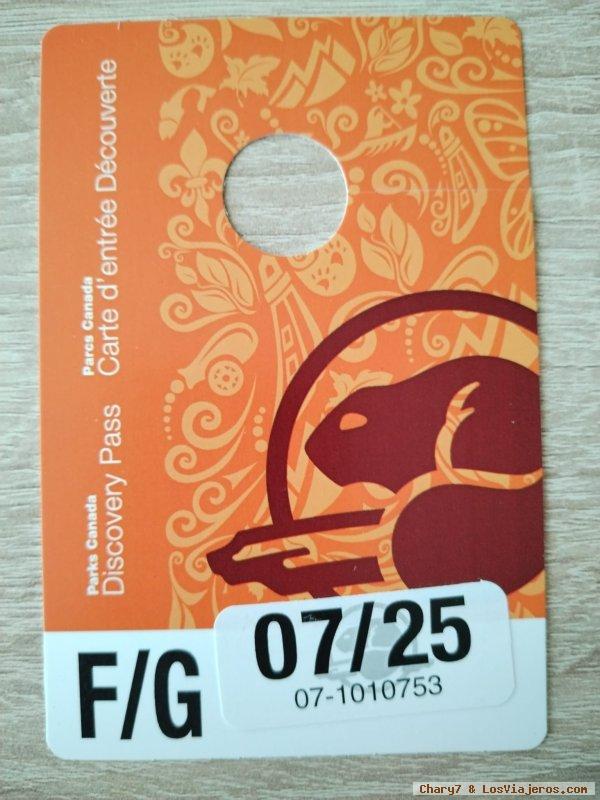 Parks Canada
Discovery Pass
Parcs Canada
Carte d'entrée Découverte
F/G
07/25
07-1010753
Chary7 & LosViajeros.com